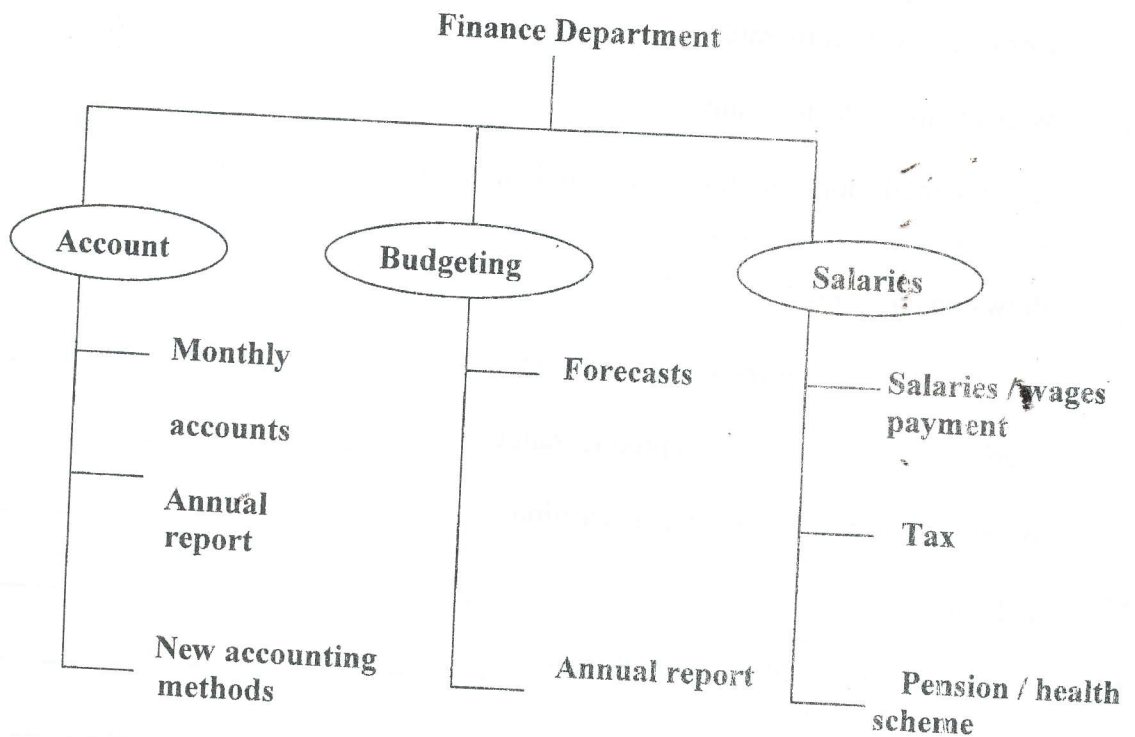 Finance Department
Account
Budgeting
Salaries
Monthly
accounts
Annual
report
New accounting
methods
Forecasts
Annual report
Salaries / wages
payment
Tax
Pension / health
scheme